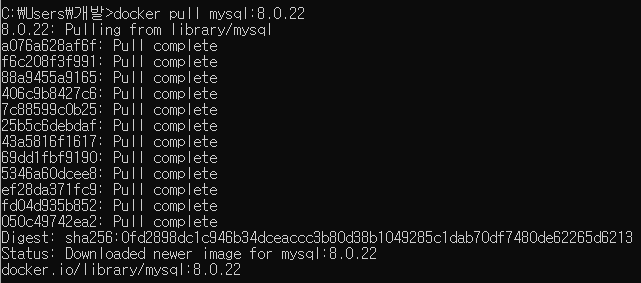 C:₩Users₩개발>docker pull mysql:8.0.22
8.0.22: Pulling from library/mysql
a076a628af6f: Pull complete
f6c208f3f991: Pull complete
88a9455a9165: Pull complete
406c9b8427c6: Pull complete
7c88599c0b25: Pull complete
25b5c6debdaf: Pull complete
43a5816f1617: Pull complete
69dd1fbf9190: Pull complete
5346a60dcee8: Pull complete
ef28da371fc9: Pull complete
fd04d935b852: Pull complete
050c49742ea2: Pull complete
Digest: sha256:0fd2898dc1c946b34dceaccc3b80d38b1049285c1dab70df7480de62265d6213
Status: Downloaded newer image for mysql:8.0.22
docker.io/library/mysql:8.0.22